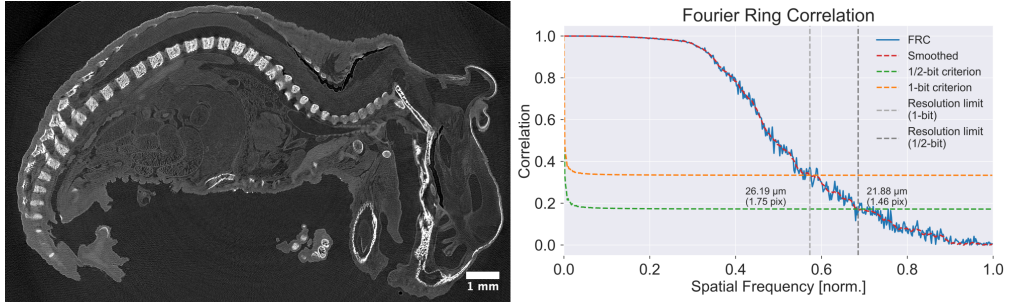 1 mm
Fourier Ring Correlation
Correlation
1.0
0.8
0.6
0.4
0.2
0.0
FRC
Smoothed
1/2-bit criterion
1-bit criterion
Resolution limit
(1-bit)
Resolution limit
(1/2-bit)
26.19 µm
(1.75 pix)
21.88 µm
(1.46 pix)
0.0 0.2 0.4 0.6 0.8 1.0
Spatial Frequency [norm.]